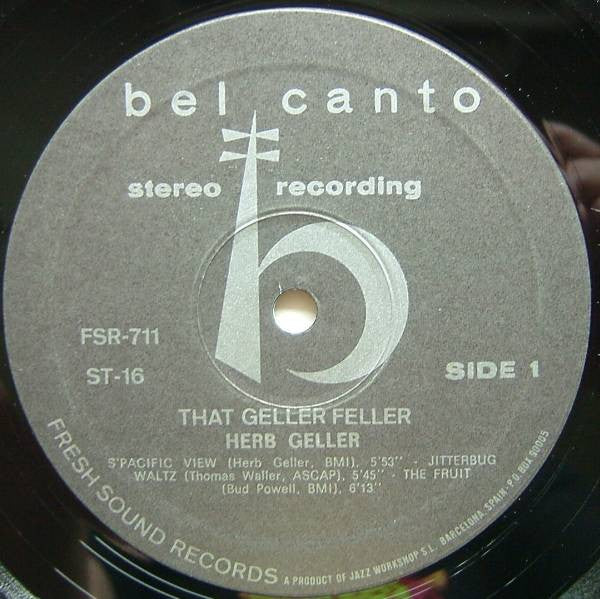 bel canto
stereo recording
FSR-711
ST-16
SIDE 1
THAT GELLER FELLER
HERB GELLER
S'PACIFIC VIEW (Herb Geller, BMI), 5'53'' - JITTERBUG
WALTZ (Thomas Waller, ASCAP), 5'45'' - THE FRUIT
(Bud Powell, BMI), 6'13''
FRESH SOUND RECORDS A PRODUCT OF JAZZ WORKSHOP S.L. BARCELONA, SPAIN · P.O. BOX 50005